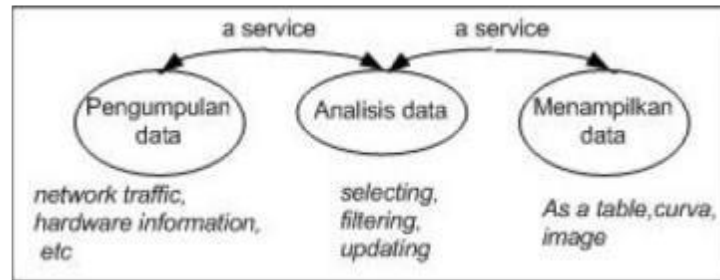 a service
a service
Pengumpulan
data
Analisis data
Menampilkan
data
network traffic,
hardware information,
etc
selecting,
filtering,
updating
As a table,curva,
image